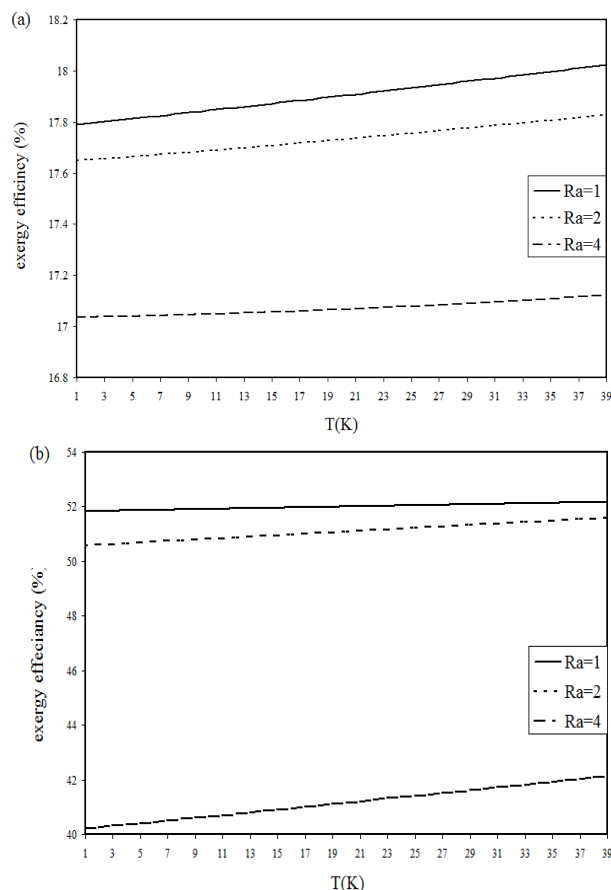 (a)
18.2
18
17.8
17.6
17.4
17.2
17
16.8
exergy efficincy (%)
Ra=1
Ra=2
Ra=4
1 3 5 7 9 11 13 15 17 19 21 23 25 27 29 31 33 35 37 39
T(K)
(b)
54
52
50
48
46
44
42
40
exergy effeciancy (%)
Ra=1
Ra=2
Ra=4
1 3 5 7 9 11 13 15 17 19 21 23 25 27 29 31 33 35 37 39
T(K)